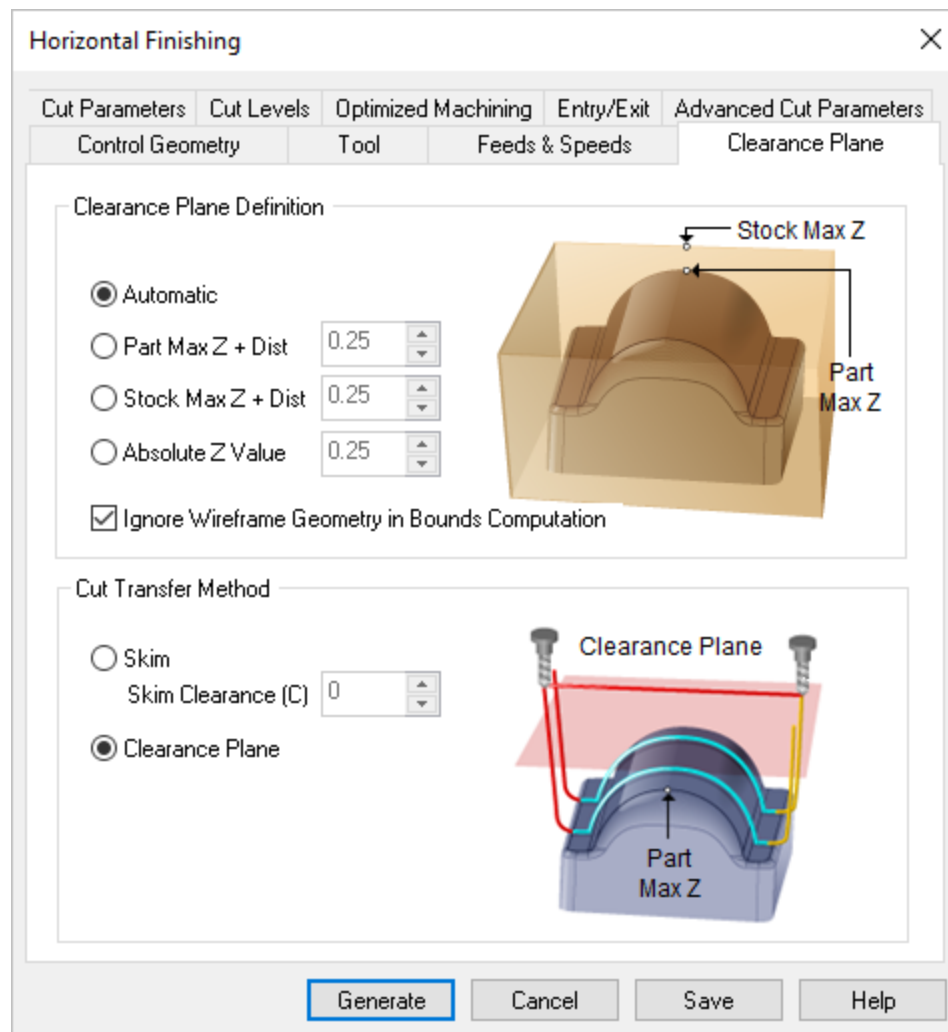 Horizontal Finishing
Cut Parameters Cut Levels Optimized Machining Entry/Exit Advanced Cut Parameters
Control Geometry Tool Feeds & Speeds Clearance Plane
Clearance Plane Definition
Stock Max Z
Automatic
Part Max Z + Dist 0.25
Stock Max Z + Dist 0.25
Absolute Z Value 0.25
Part
Max Z
Ignore Wireframe Geometry in Bounds Computation
Cut Transfer Method
Skim
Skim Clearance (C) 0
Clearance Plane
Clearance Plane
Part
Max Z
Generate Cancel Save Help